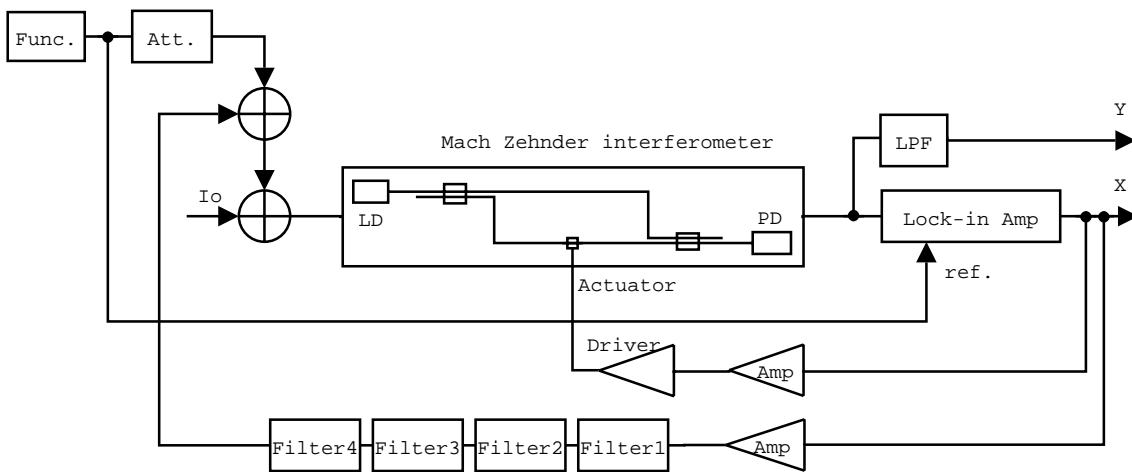 Func.
Att.
Y
Mach Zehnder interferometer
LPF
Io
LD
PD
X
Lock-in Amp
ref.
Actuator
Driver
Amp
Filter4
Filter3
Filter2
Filter1
Amp